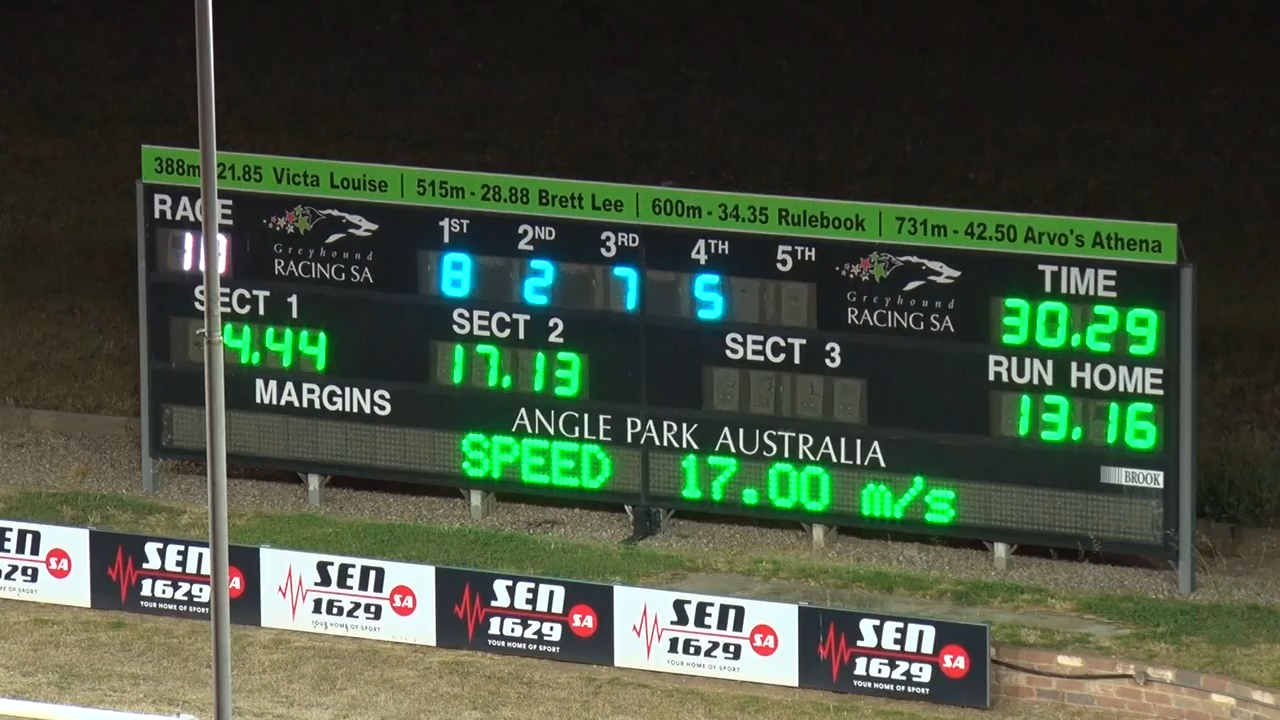 388m 21.85 Victa Louise | 515m - 28.88 Brett Lee | 600m - 34.35 Rulebook | 731m - 42.50 Arvo's Athena
RACE
Greyhound
RACING SA
1ST 2ND 3RD 4TH 5TH
8 2 7 5
Greyhound
RACING SA
TIME
30.29
SECT 1
4.44
SECT 2
17.13
SECT 3
RUN HOME
13.16
MARGINS
ANGLE PARK AUSTRALIA
SPEED 17.00 m/s
BROOK
EN SA
629
SEN SA
1629
YOUR HOME OF SPORT
SEN SA
1629
YOUR HOME OF SPORT
SEN SA
1629
YOUR HOME OF SPORT
SEN SA
1629
YOUR HOME OF SPORT
SEN SA
1629
YOUR HOME OF SPORT